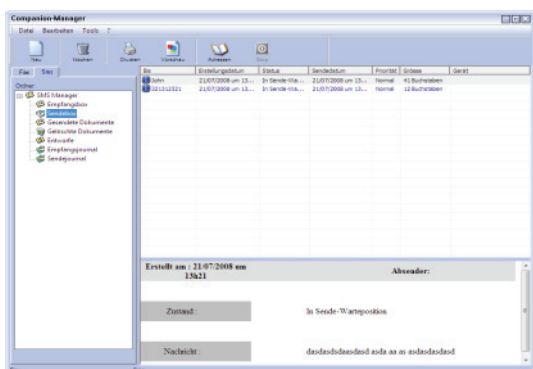 Companion-Manager
Datei Bearbeiten Tools ?
Neu Löschen Drucken Vorschau Adressen Stop
Fax Sms
Ordner:
SMS Manager
Empfangsbox
Sendebox
Gesendete Dokumente
Gelöschte Dokumente
Entwürfe
Empfangsjournal
Sendejournal
An Erstellungsdatum Status Sendedatum Priorität Grösse Gerät
John 21/07/2008 um 13... In Sende-Wa... 21/07/2008 um 13... Normal 41 Buchstaben
21/07/2008 um 13... In Sende-Wa... 21/07/2008 um 13... Normal 12 Buchstaben
Erstellt am : 21/07/2008 um 13h21
Absender:
Zustand : In Sende-Warteposition
Nachricht : dasdasdsdaasdasd asda aa as asdasdasdasd